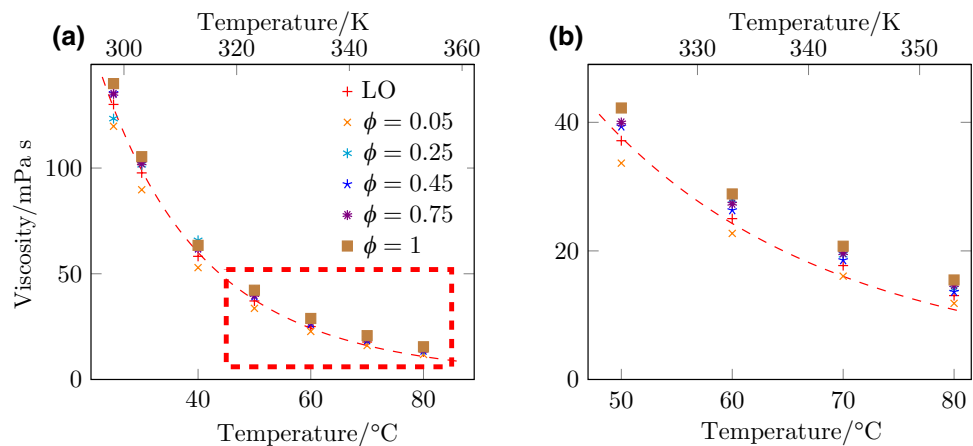 Temperature/K
(a)
300
320
340
360
LO
ϕ = 0.05
ϕ = 0.25
ϕ = 0.45
ϕ = 0.75
ϕ = 1
100
50
0
Viscosity/mPa s
40
60
80
Temperature/°C
Temperature/K
(b)
330
340
350
40
20
0
50
60
70
80
Temperature/°C